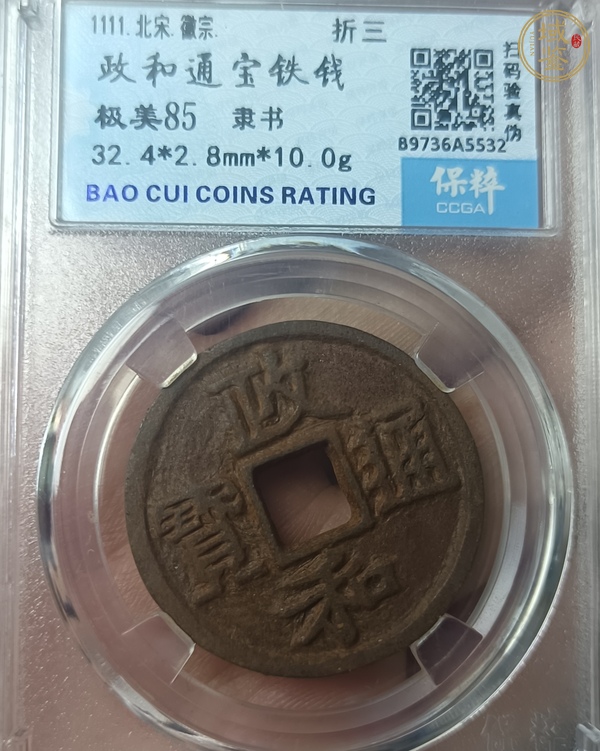 1111.北宋.徽宗.
折三
政和通宝铁钱
极美85 隶书
32.4*2.8mm*10.0g
BAO CUI COINS RATING
扫码验真伪
B9736A5532
保粹
CCGA
政
通
寳
和